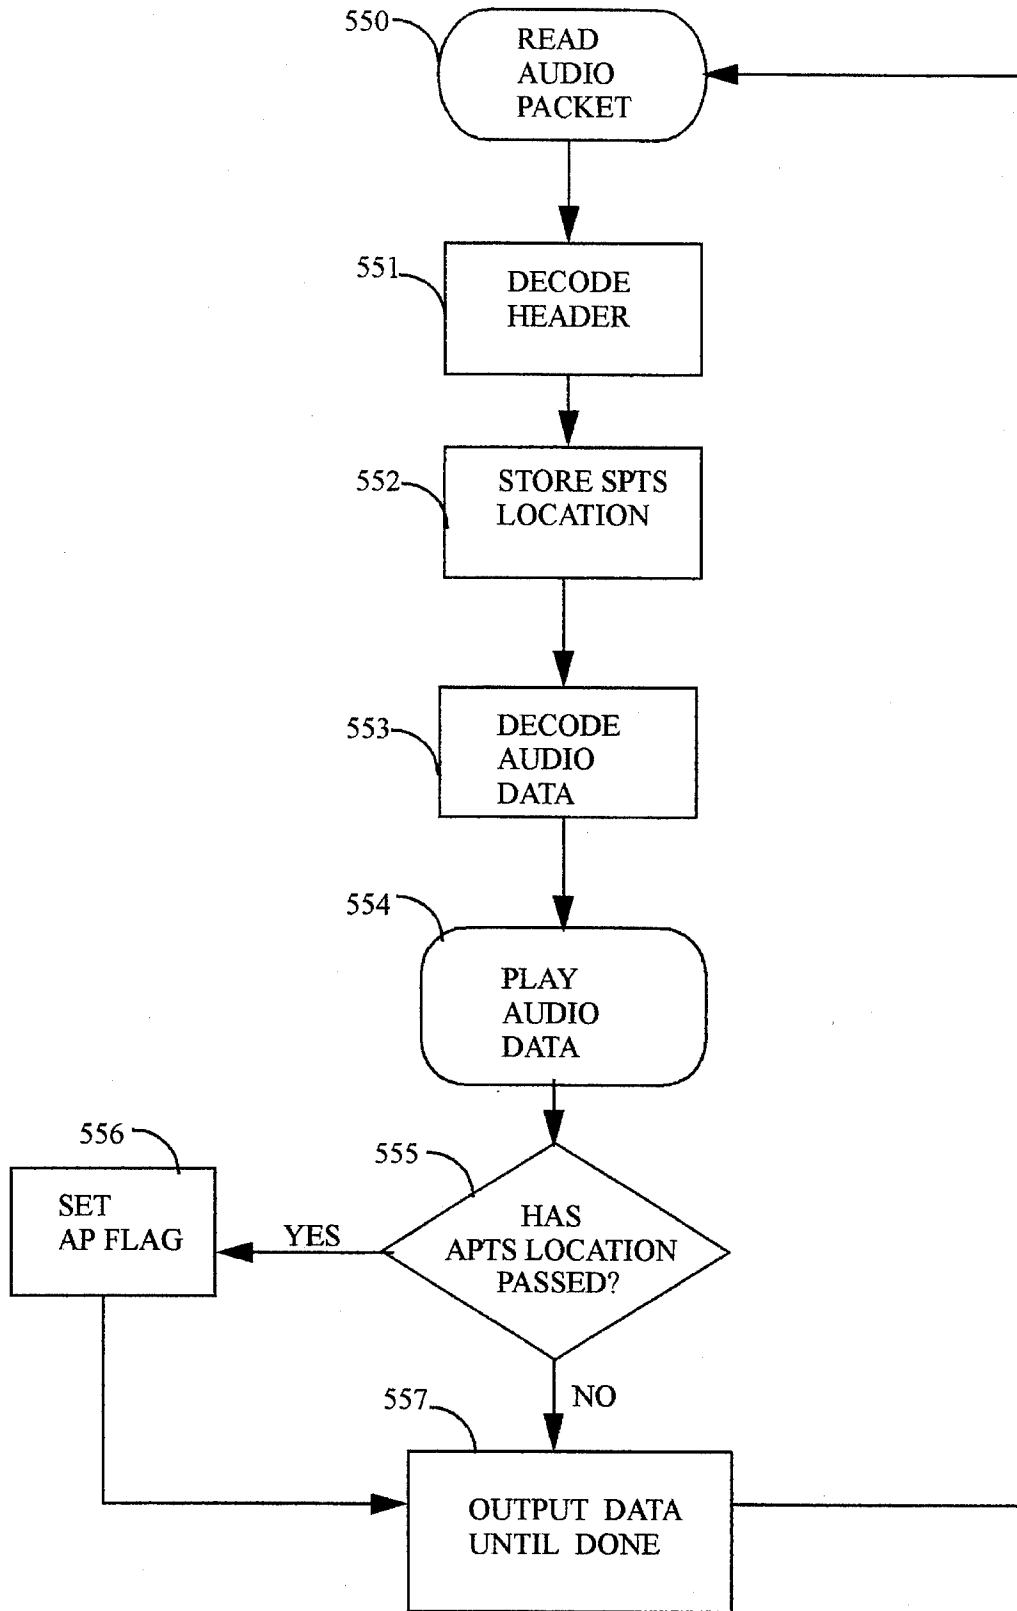 550
READ
AUDIO
PACKET
551
DECODE
HEADER
552
STORE SPTS
LOCATION
553
DECODE
AUDIO
DATA
554
PLAY
AUDIO
DATA
555
HAS
APTS LOCATION
PASSED?
YES
556
SET
AP FLAG
NO
557
OUTPUT DATA
UNTIL DONE